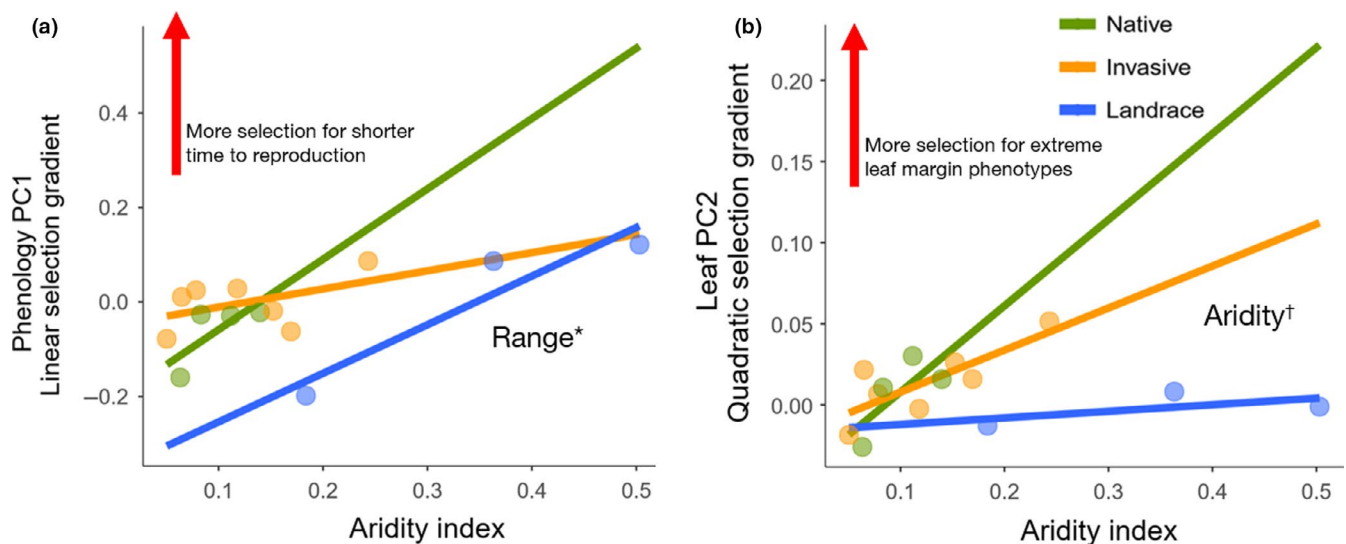 (a)
Phenology PC1
Linear selection gradient
0.4
0.2
0.0
−0.2
More selection for shorter
time to reproduction
Range*
0.1
0.2
0.3
0.4
0.5
Aridity index
(b)
Leaf PC2
Quadratic selection gradient
0.20
0.15
0.10
0.05
0.00
Native
Invasive
Landrace
More selection for extreme
leaf margin phenotypes
Aridity†
0.1
0.2
0.3
0.4
0.5
Aridity index